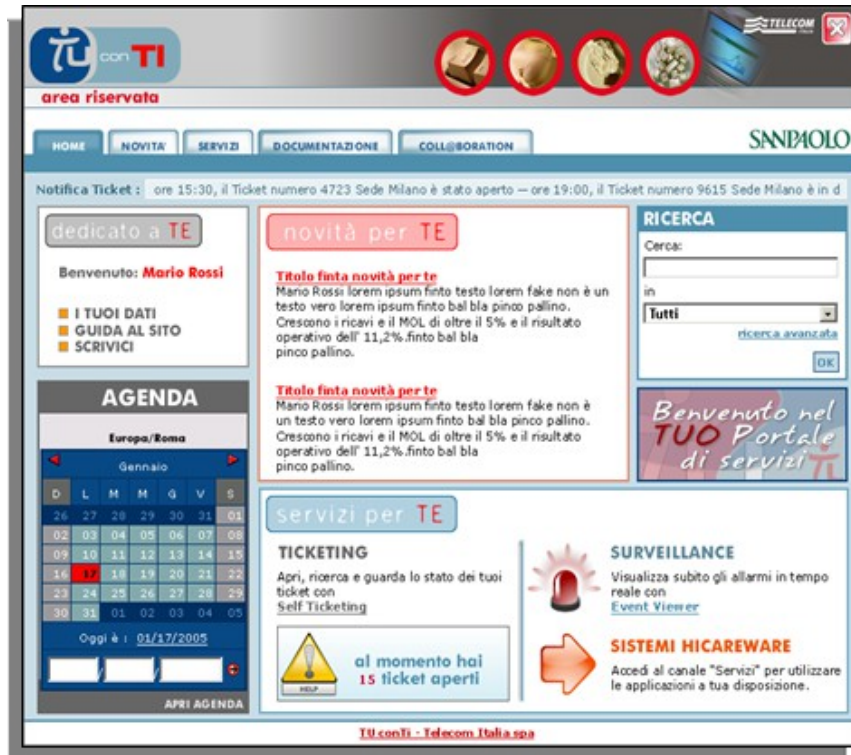 TU con TI
TELECOM
ITALIA
area riservata
HOME NOVITA' SERVIZI DOCUMENTAZIONE COLL@BORATION
SANPAOLO
Notifica Ticket : ore 15:30, il Ticket numero 4723 Sede Milano è stato aperto — ore 19:00, il Ticket numero 9615 Sede Milano è in d
dedicato a TE
Benvenuto: Mario Rossi
I TUOI DATI
GUIDA AL SITO
SCRIVICI
novità per TE
Titolo finta novità per te
Mario Rossi lorem ipsum finto testo lorem fake non è un
testo vero lorem ipsum finto bal bla pinco pallino.
Crescono i ricavi e il MOL di oltre il 5% e il risultato
operativo dell' 11,2%.finto bal bla
pinco pallino.
Titolo finta novità per te
Mario Rossi lorem ipsum finto testo lorem fake non è
un testo vero lorem ipsum finto bal bla pinco pallino.
Crescono i ricavi e il MOL di oltre il 5% e il risultato
operativo dell' 11,2%.finto bal bla
pinco pallino.
RICERCA
Cerca:
in
Tutti
ricerca avanzata
OK
Benvenuto nel
TUO Portale
di servizi
AGENDA
Europa/Roma
Gennaio
D L M M G V S
26 27 28 29 30 31 01
02 03 04 05 06 07 08
09 10 11 12 13 14 15
16 17 18 19 20 21 22
23 24 25 26 27 28 29
30 31 01 02 03 04 05
Oggi è : 01/17/2005
/ /
APRI AGENDA
servizi per TE
TICKETING
Apri, ricerca e guarda lo stato dei tuoi
ticket con
Self Ticketing
HELP
al momento hai
15 ticket aperti
SURVEILLANCE
Visualizza subito gli allarmi in tempo
reale con
Event Viewer
SISTEMI HICAREWARE
Accedi al canale "Servizi" per utilizzare
le applicazioni a tua disposizione.
TU conTi - Telecom Italia spa